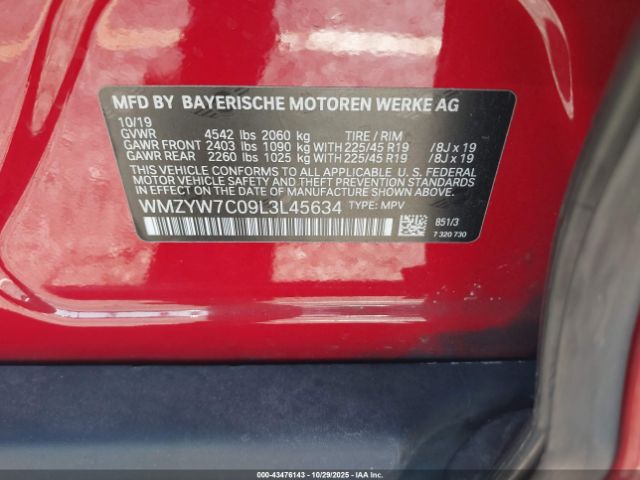 MFD BY BAYERISCHE MOTOREN WERKE AG
10/19
GVWR 4542 lbs 2060 kg TIRE / RIM
GAWR FRONT 2403 lbs 1090 kg WITH 225/45 R19 /8J x 19
GAWR REAR 2260 lbs 1025 kg WITH 225/45 R19 /8J x 19
THIS VEHICLE CONFORMS TO ALL APPLICABLE U. S. FEDERAL
MOTOR VEHICLE SAFETY, BUMPER, AND THEFT PREVENTION
STANDARDS IN EFFECT ON THE DATE OF MANUFACTURE SHOWN ABOVE.
WMZYW7C09L3L45634 TYPE: MPV
851/3
7 320 730
000-43476143 - 10/29/2025 - IAA Inc.